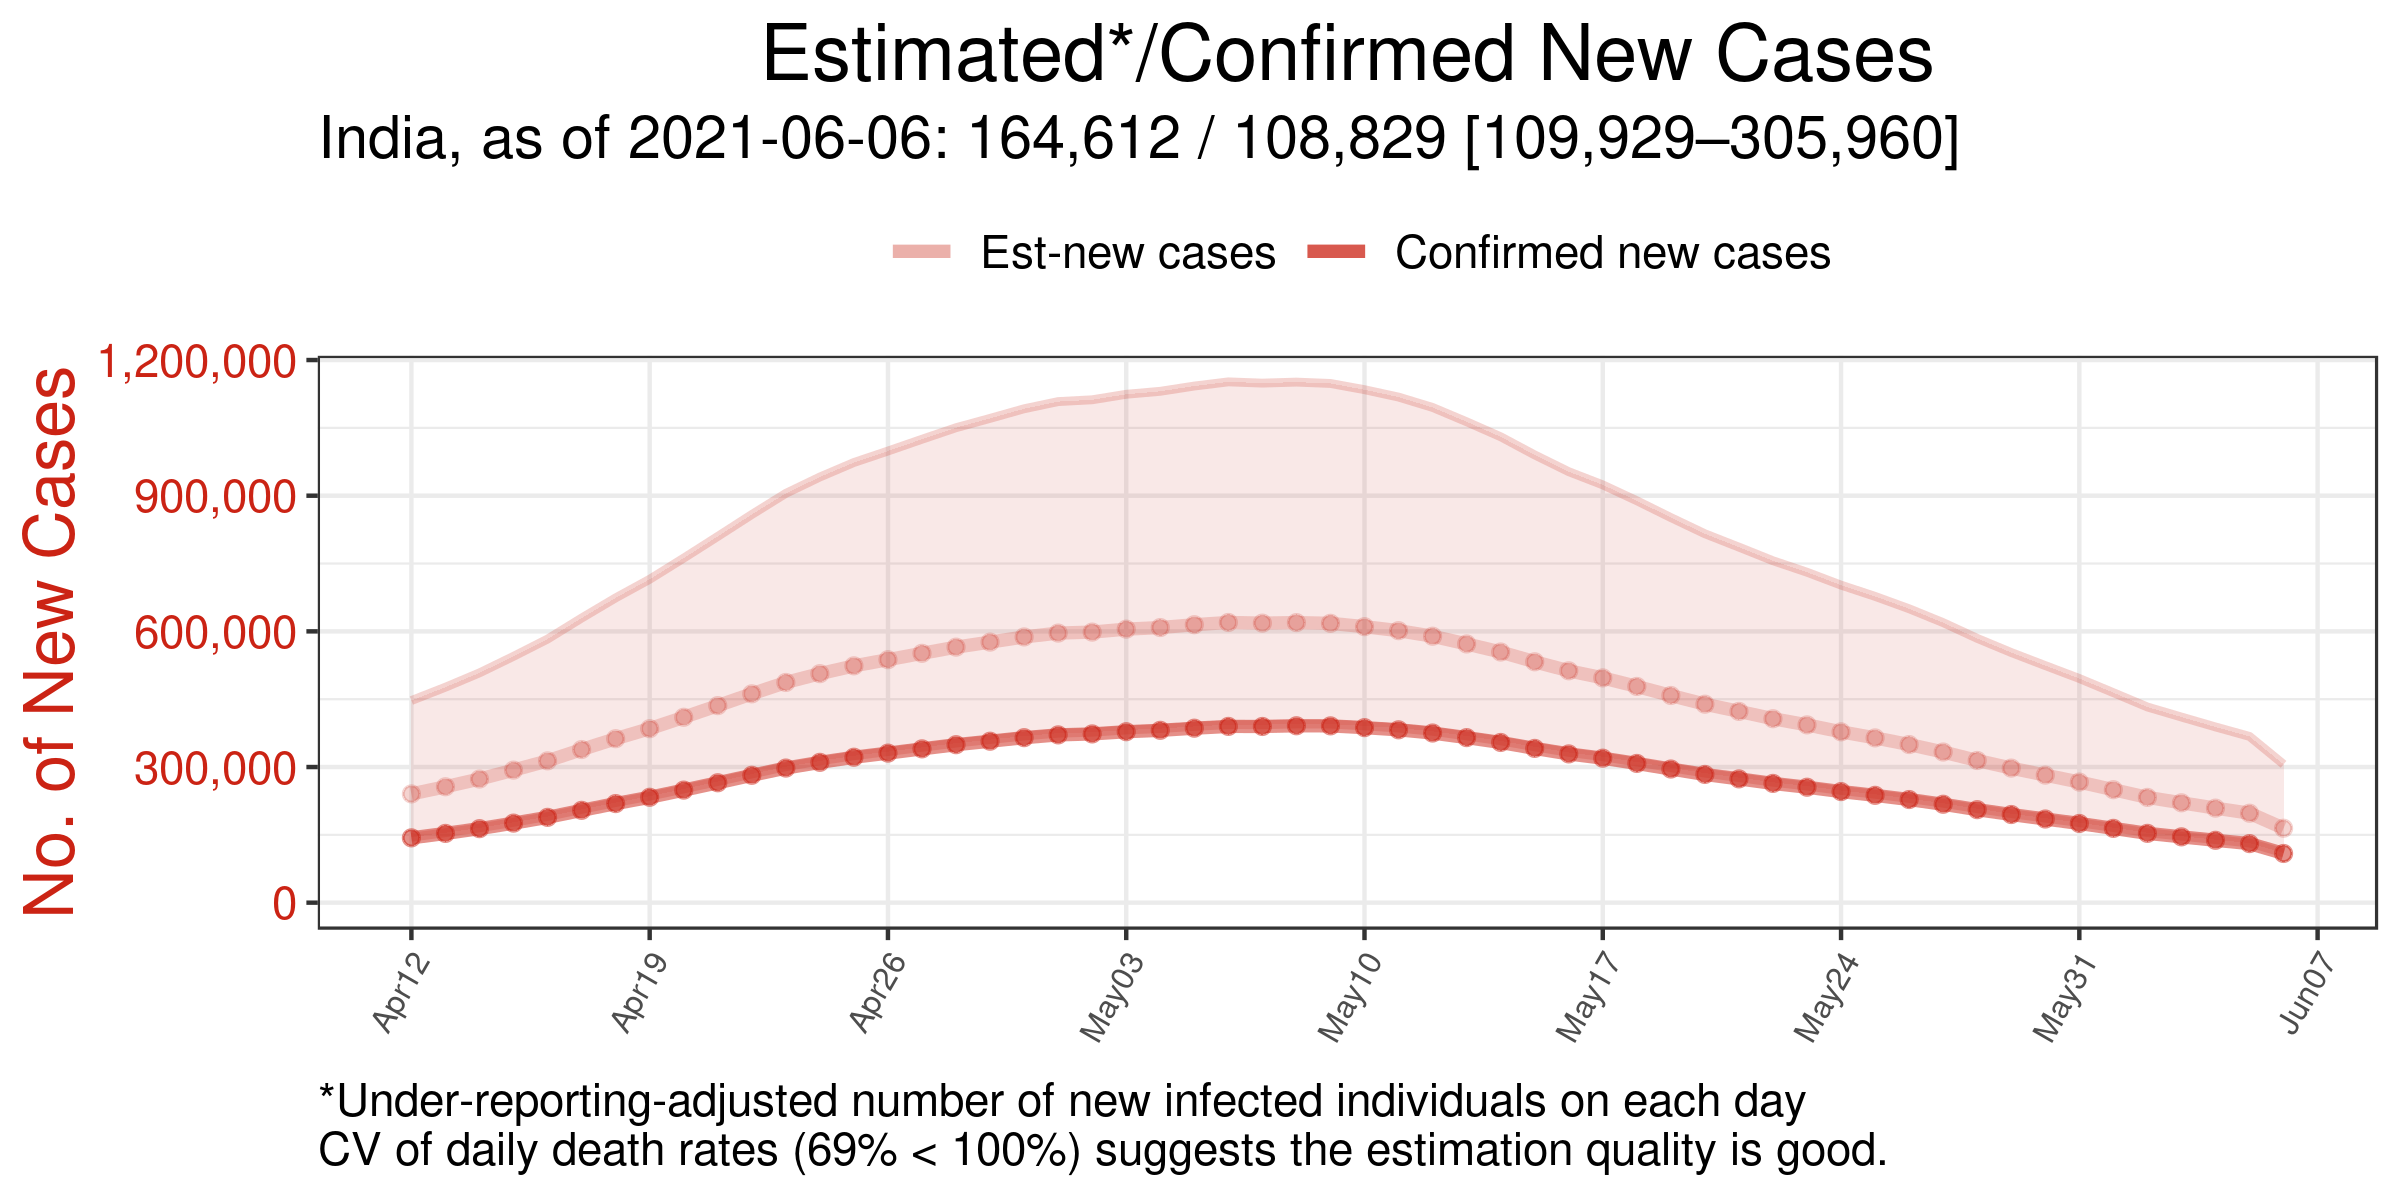 Estimated*/Confirmed New Cases
India, as of 2021-06-06: 164,612 / 108,829 [109,929–305,960]
Est-new cases
Confirmed new cases
No. of New Cases
1,200,000
900,000
600,000
300,000
0
Apr12
Apr19
Apr26
May03
May10
May17
May24
May31
Jun07
*Under-reporting-adjusted number of new infected individuals on each day
CV of daily death rates (69% < 100%) suggests the estimation quality is good.